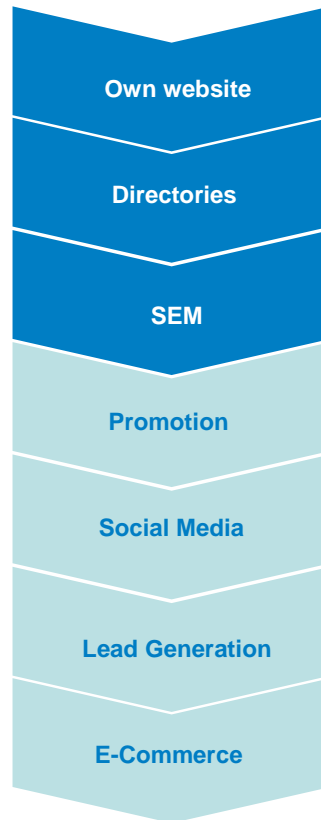 Own website
Directories
SEM
Promotion
Social Media
Lead Generation
E-Commerce